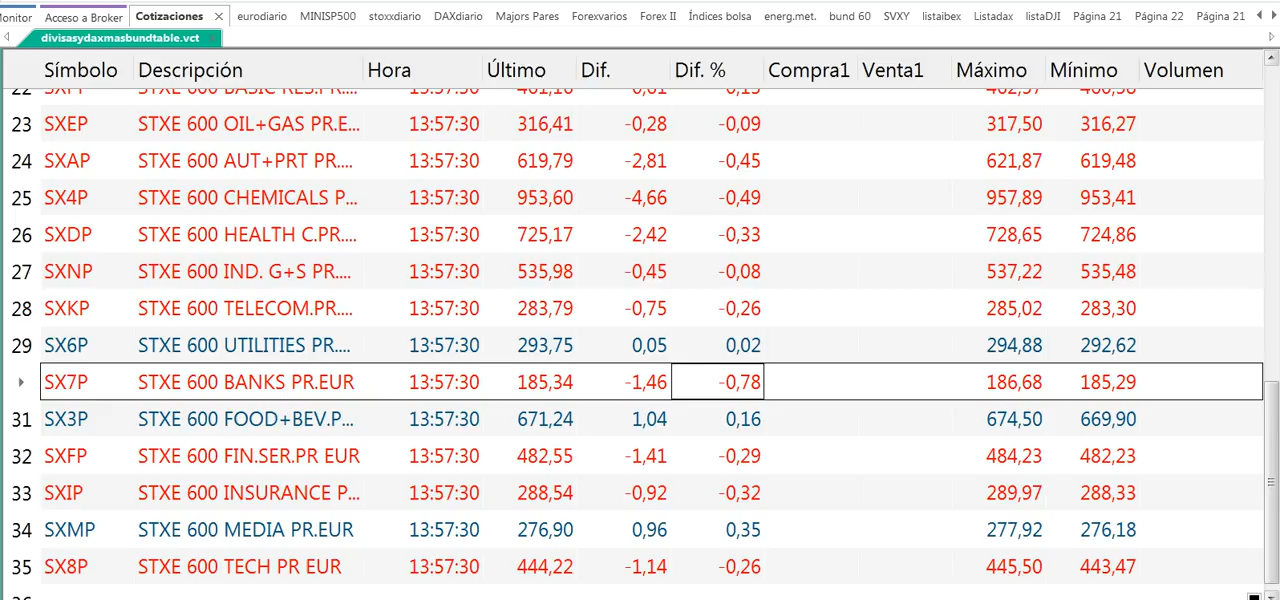 Monitor Acceso a Broker Cotizaciones eurodiario MINISP500 stoxxdiario DAXdiario Majors Pares Forexvarios Forex II Índices bolsa energ.met. bund 60 SVXY listaibex Listadax listaDJI Página 21 Página 22 Página 21
divisasydaxmasbundtable.vct
Símbolo Descripción Hora Último Dif. Dif. % Compra1 Venta1 Máximo Mínimo Volumen
23 SXEP STXE 600 OIL+GAS PR.E... 13:57:30 316,41 -0,28 -0,09 317,50 316,27
24 SXAP STXE 600 AUT+PRT PR.... 13:57:30 619,79 -2,81 -0,45 621,87 619,48
25 SX4P STXE 600 CHEMICALS P... 13:57:30 953,60 -4,66 -0,49 957,89 953,41
26 SXDP STXE 600 HEALTH C.PR.... 13:57:30 725,17 -2,42 -0,33 728,65 724,86
27 SXNP STXE 600 IND. G+S PR.... 13:57:30 535,98 -0,45 -0,08 537,22 535,48
28 SXKP STXE 600 TELECOM.PR.... 13:57:30 283,79 -0,75 -0,26 285,02 283,30
29 SX6P STXE 600 UTILITIES PR.... 13:57:30 293,75 0,05 0,02 294,88 292,62
SX7P STXE 600 BANKS PR.EUR 13:57:30 185,34 -1,46 -0,78 186,68 185,29
31 SX3P STXE 600 FOOD+BEV.P... 13:57:30 671,24 1,04 0,16 674,50 669,90
32 SXFP STXE 600 FIN.SER.PR EUR 13:57:30 482,55 -1,41 -0,29 484,23 482,23
33 SXIP STXE 600 INSURANCE P... 13:57:30 288,54 -0,92 -0,32 289,97 288,33
34 SXMP STXE 600 MEDIA PR.EUR 13:57:30 276,90 0,96 0,35 277,92 276,18
35 SX8P STXE 600 TECH PR EUR 13:57:30 444,22 -1,14 -0,26 445,50 443,47